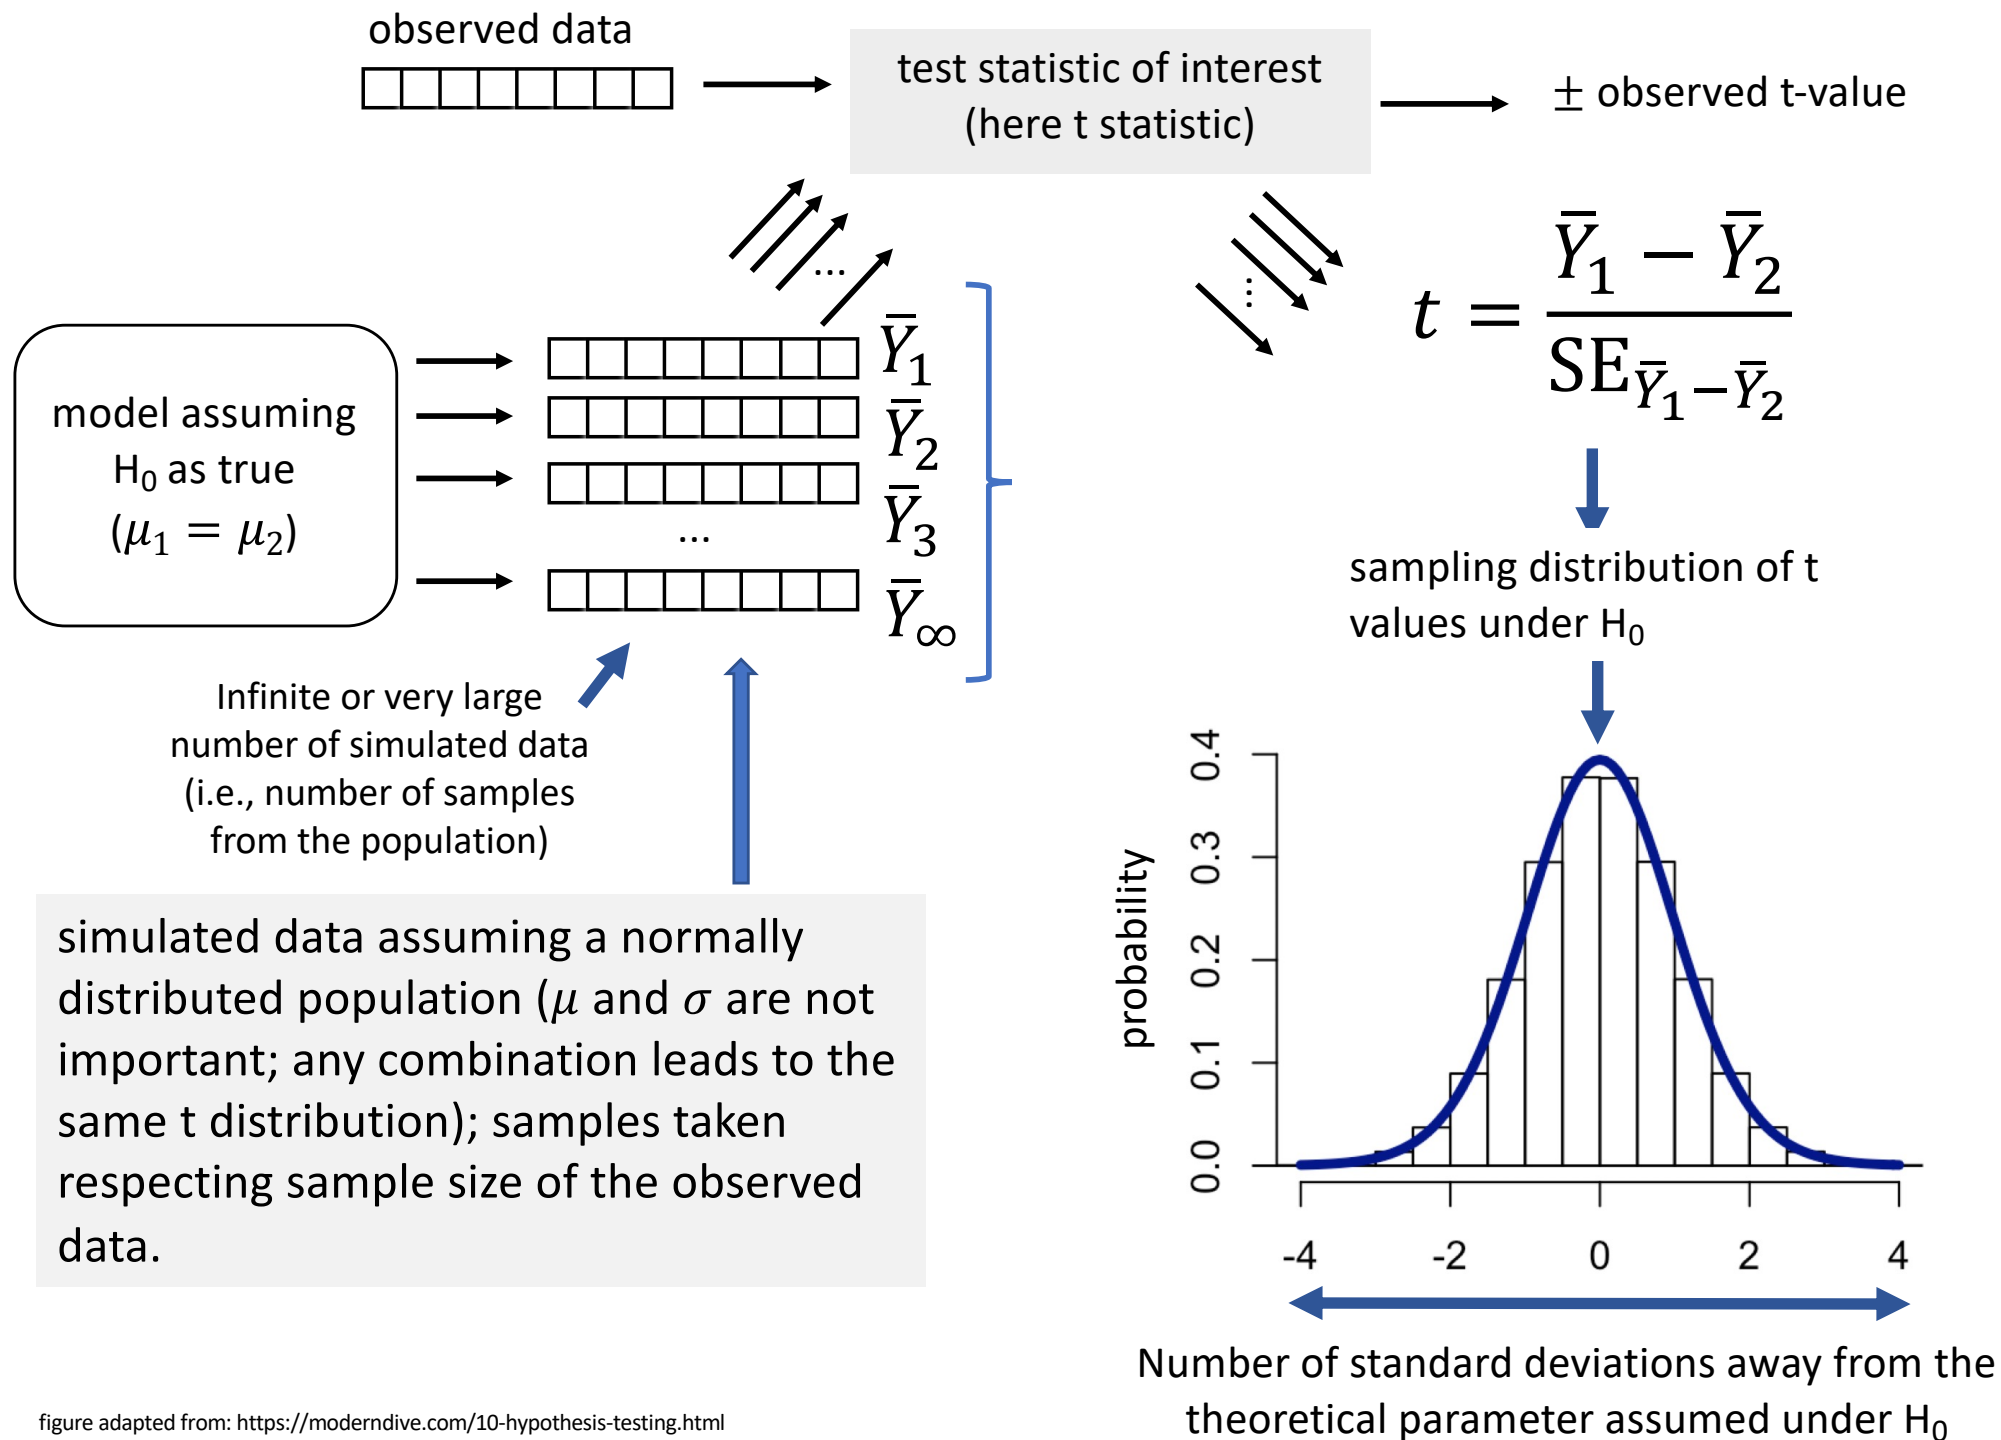 observed data
test statistic of interest
(here t statistic)
± observed t-value
...
⋮
t = (Ȳ₁ − Ȳ₂) / SE_Ȳ₁−Ȳ₂
model assuming
H₀ as true
(μ₁ = μ₂)
Ȳ₁
Ȳ₂
Ȳ₃
...
Ȳ∞
sampling distribution of t
values under H₀
Infinite or very large
number of simulated data
(i.e., number of samples
from the population)
simulated data assuming a normally
distributed population (μ and σ are not
important; any combination leads to the
same t distribution); samples taken
respecting sample size of the observed
data.
probability
0.4
0.3
0.2
0.1
0.0
-4 -2 0 2 4
Number of standard deviations away from the
theoretical parameter assumed under H₀
figure adapted from: https://moderndive.com/10-hypothesis-testing.html